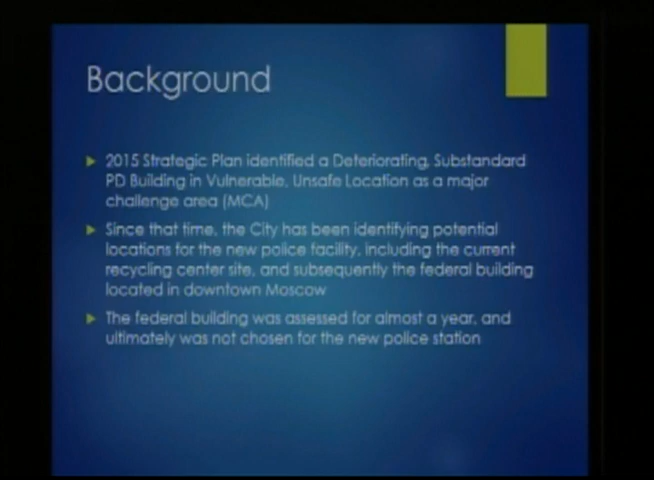 Background
2015 Strategic Plan identified a Deteriorating, Substandard
PD Building in Vulnerable, Unsafe Location as a major
challenge area (MCA)
Since that time, the City has been identifying potential
locations for the new police facility, including the current
recycling center site, and subsequently the federal building
located in downtown Moscow
The federal building was assessed for almost a year, and
ultimately was not chosen for the new police station